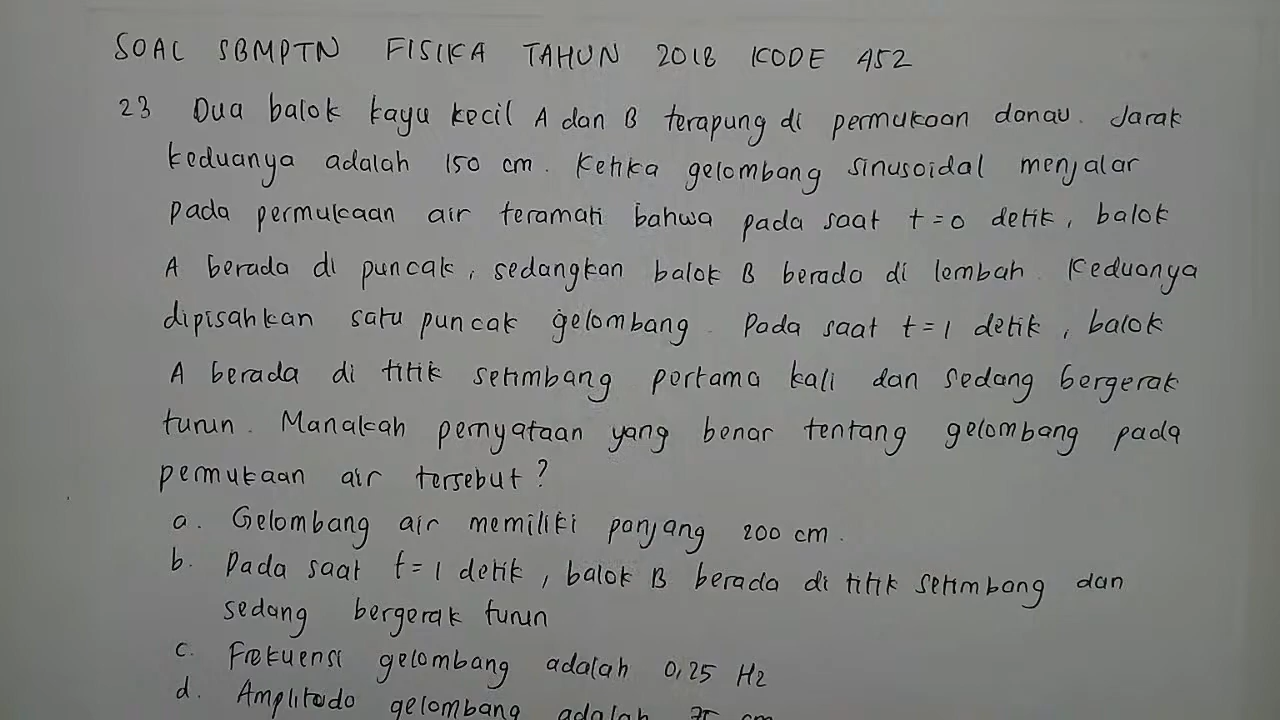 SOAL SBMPTN FISIKA TAHUN 2018 KODE 452
23 Dua balok kayu kecil A dan B terapung di permukaan danau. Jarak
keduanya adalah 150 cm. Ketika gelombang sinusoidal menjalar
pada permukaan air teramati bahwa pada saat t=0 detik, balok
A berada di puncak, sedangkan balok B berada di lembah. Keduanya
dipisahkan satu puncak gelombang. Pada saat t=1 detik, balok
A berada di titik setimbang pertama kali dan sedang bergerak
turun. Manakah pernyataan yang benar tentang gelombang pada
permukaan air tersebut?
a. Gelombang air memiliki panjang 200 cm.
b. Pada saat t=1 detik, balok B berada di titik setimbang dan
sedang bergerak turun
c. Frekuensi gelombang adalah 0,25 Hz
d. Amplitudo gelombang adalah 75 cm